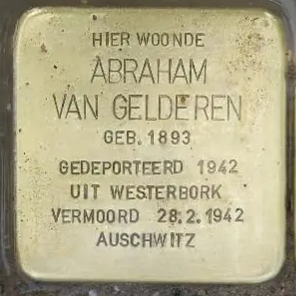 HIER WOONDE
ABRAHAM
VAN GELDEREN
GEB. 1893
GEDEPORTEERD 1942
UIT WESTERBORK
VERMOORD 28.2.1942
AUSCHWITZ